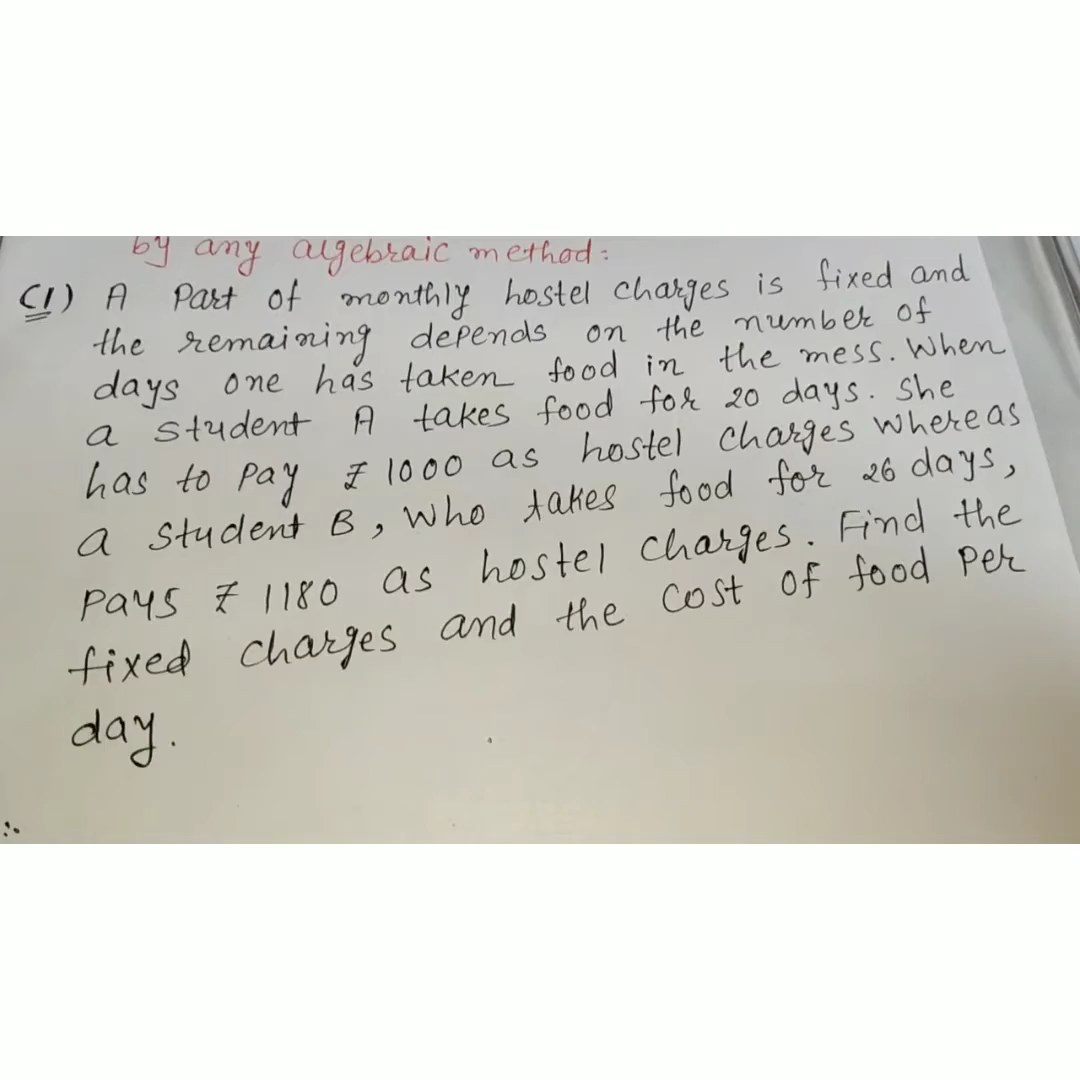 by any algebraic method:
(1) A Part of monthly hostel charges is fixed and
the remaining depends on the number of
days one has taken food in the mess. When
a student A takes food for 20 days. she
has to pay ₹ 1000 as hostel charges whereas
a student B, who takes food for 26 days,
pays ₹ 1180 as hostel charges. Find the
fixed charges and the cost of food per
day.
∴